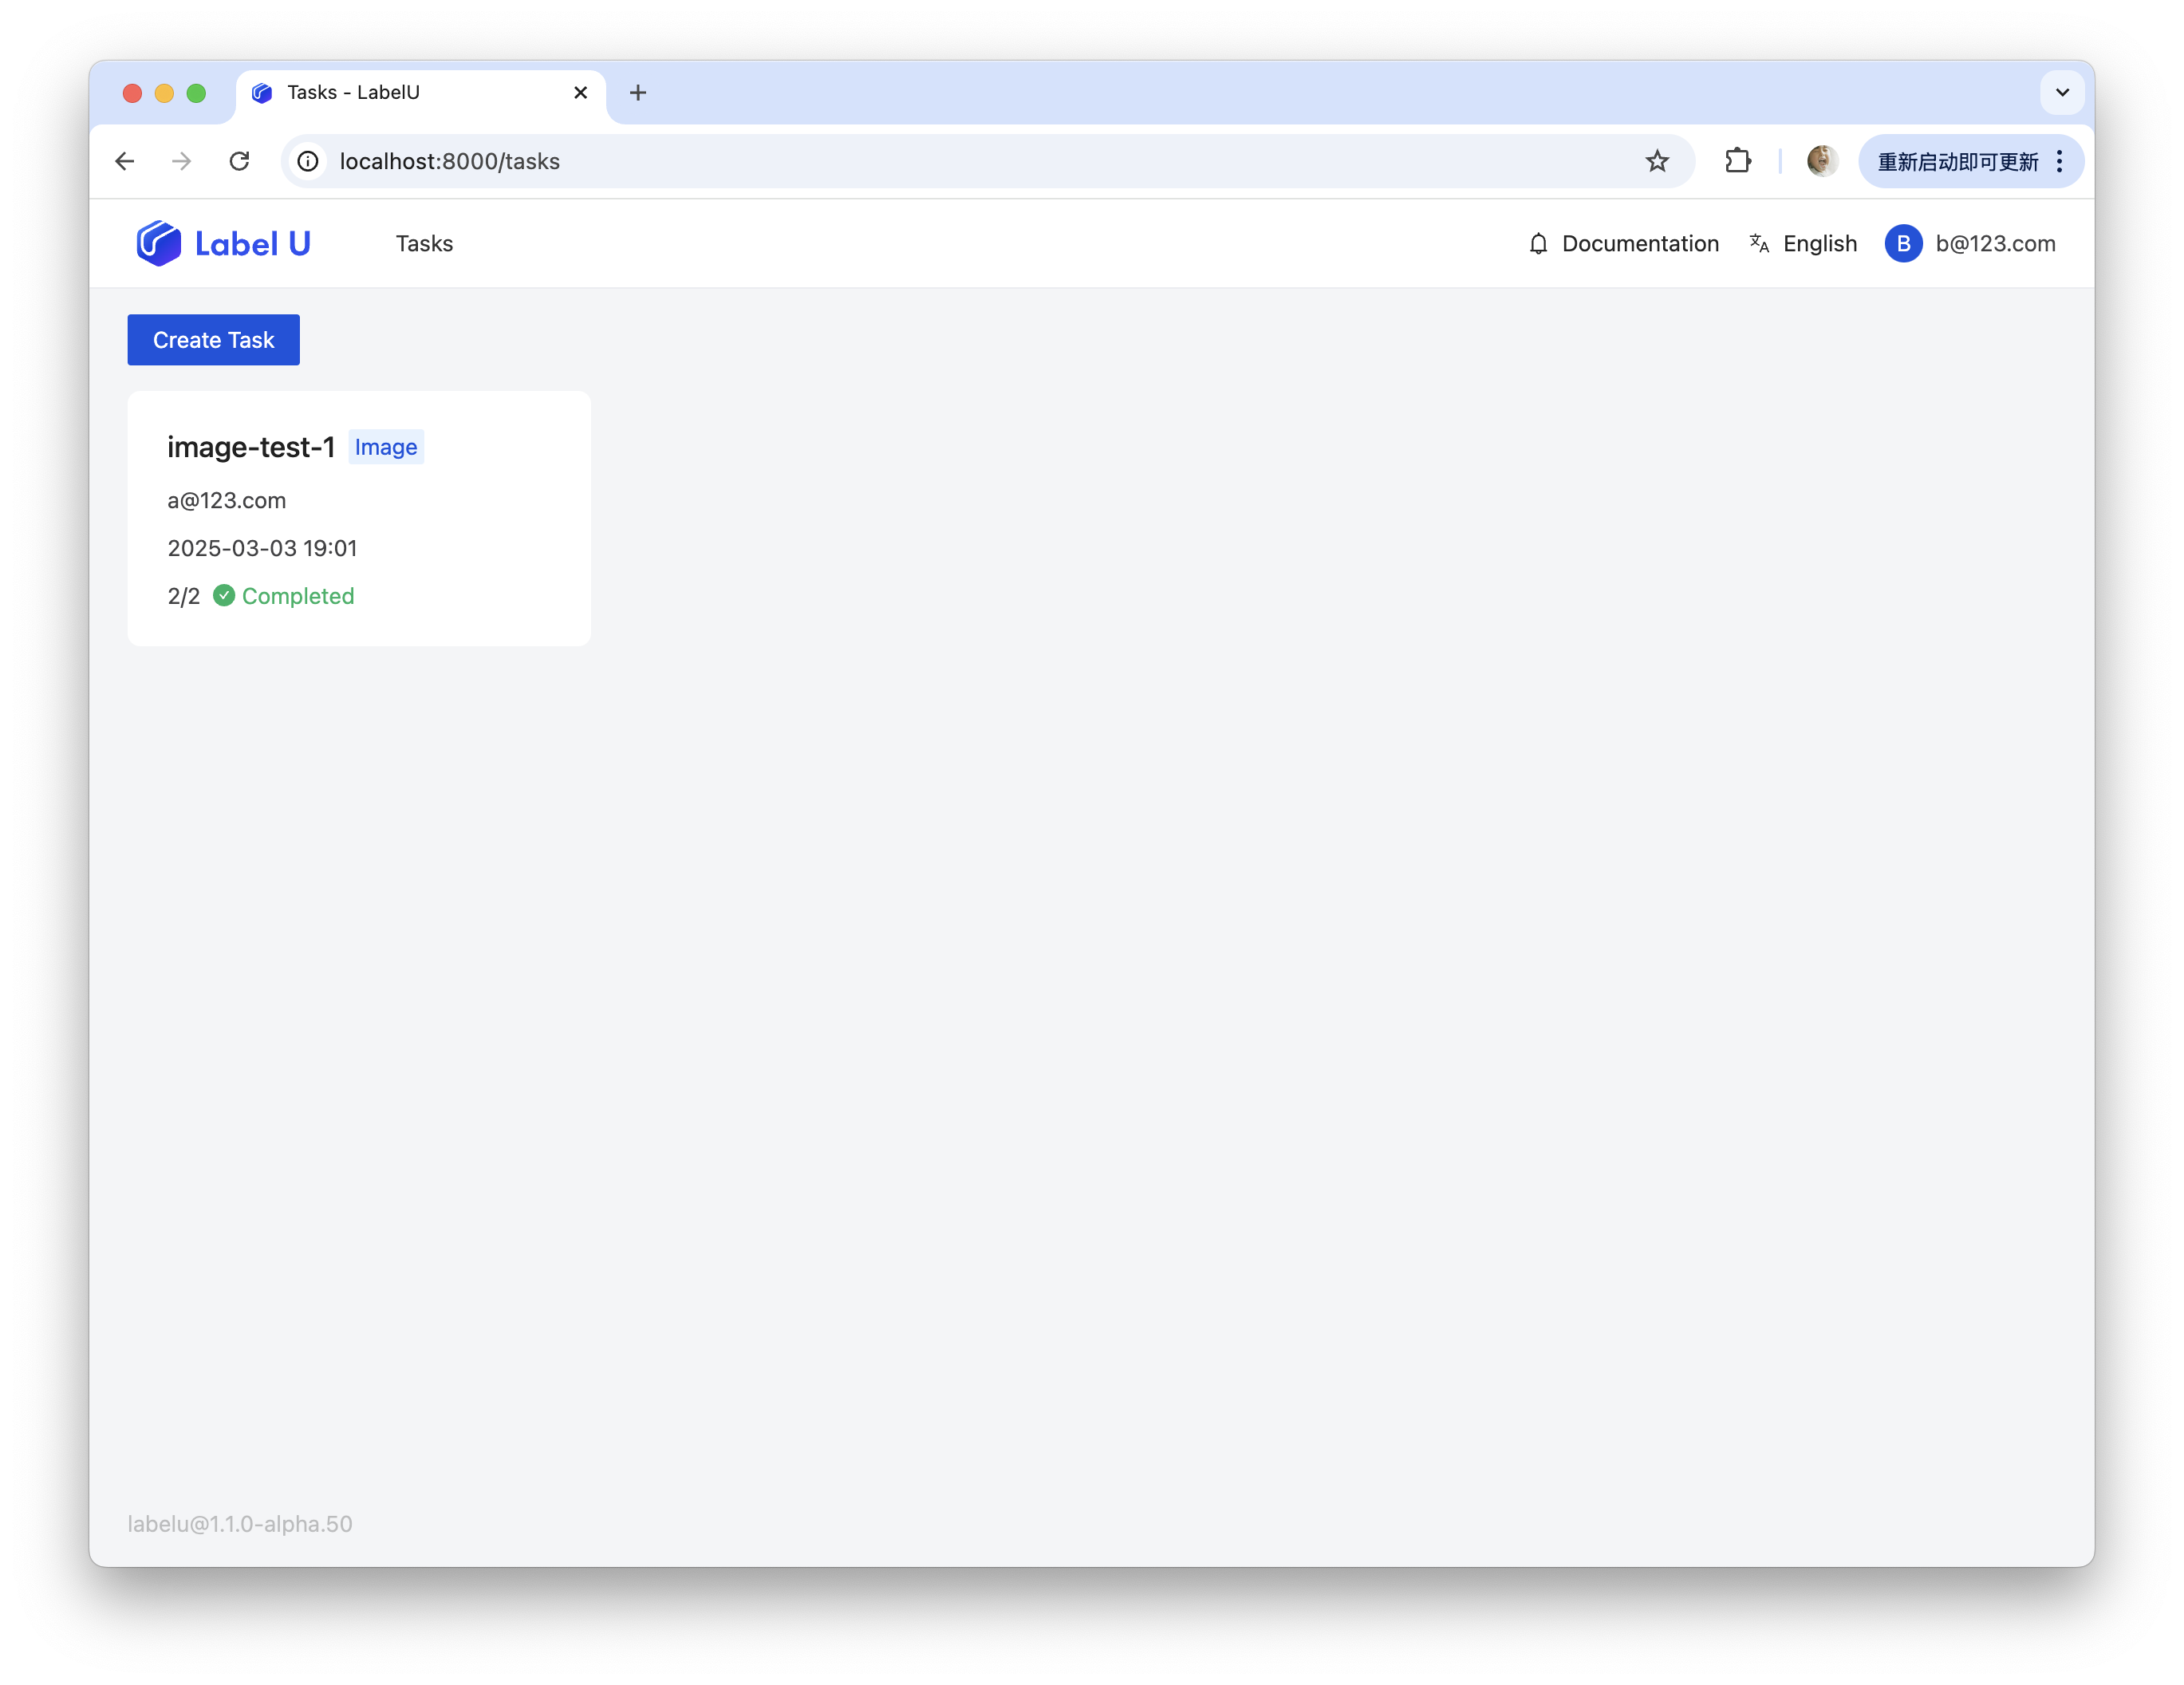 Tasks - LabelU
localhost:8000/tasks
重新启动即可更新
Label U
Tasks
Documentation
English
B
b@123.com
Create Task
image-test-1 Image
a@123.com
2025-03-03 19:01
2/2 Completed
labelu@1.1.0-alpha.50